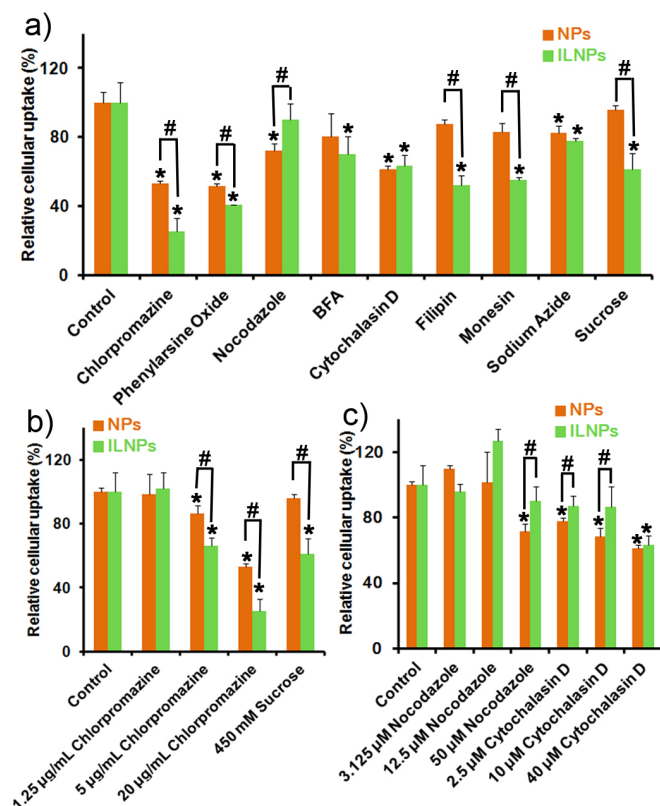 a)
NPs
ILNPs
Relative cellular uptake (%)
120
80
40
0
#
#
#
#
#
#
*
*
*
*
*
*
*
*
*
*
Control
Chlorpromazine
Phenylarsine Oxide
Nocodazole
BFA
Cytochalasin D
Filipin
Monesin
Sodium Azide
Sucrose
b)
NPs
ILNPs
Relative cellular uptake (%)
120
80
40
0
#
#
#
*
*
*
*
*
Control
1.25 µg/mL Chlorpromazine
5 µg/mL Chlorpromazine
20 µg/mL Chlorpromazine
450 mM Sucrose
c)
NPs
ILNPs
Relative cellular uptake (%)
120
80
40
0
#
#
#
*
*
*
*
*
Control
3.125 µM Nocodazole
12.5 µM Nocodazole
50 µM Nocodazole
2.5 µM Cytochalasin D
10 µM Cytochalasin D
40 µM Cytochalasin D